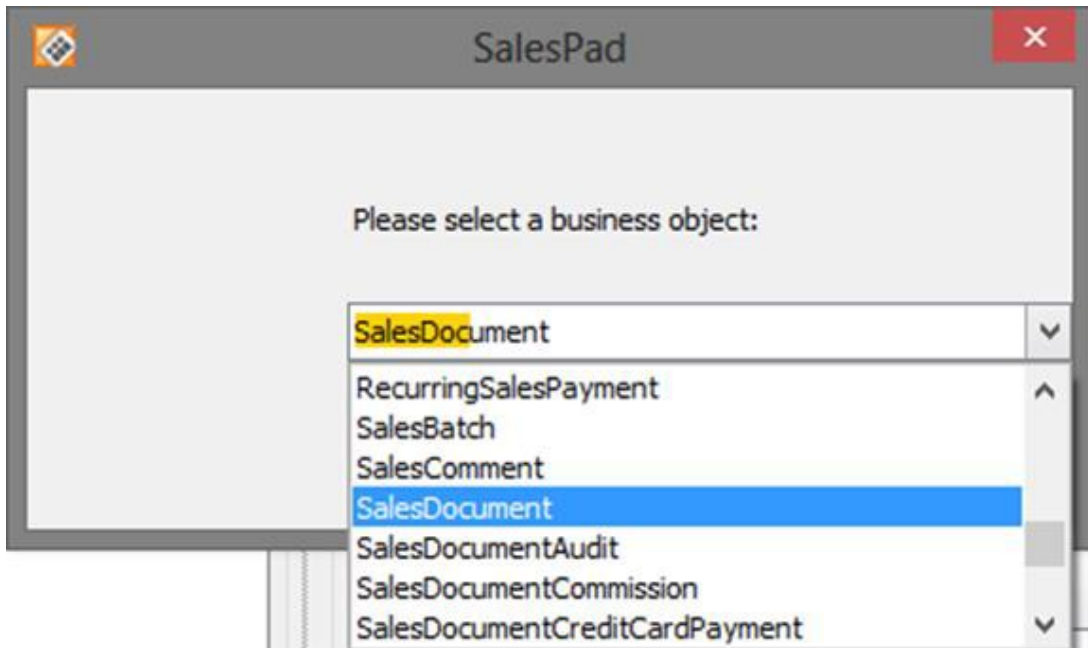 SalesPad
Please select a business object:
SalesDocument
RecurringSalesPayment
SalesBatch
SalesComment
SalesDocument
SalesDocumentAudit
SalesDocumentCommission
SalesDocumentCreditCardPayment